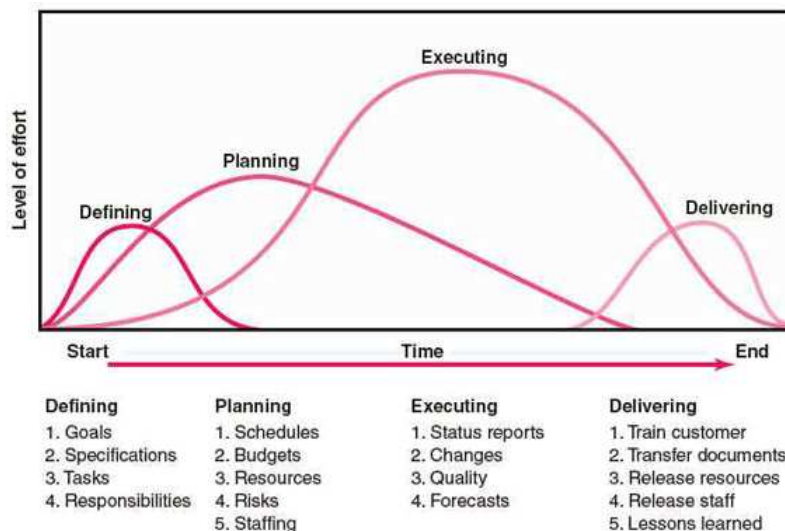 Level of effort
Executing
Planning
Defining
Delivering
Start
Time
End
Defining
1. Goals
2. Specifications
3. Tasks
4. Responsibilities
Planning
1. Schedules
2. Budgets
3. Resources
4. Risks
5. Staffing
Executing
1. Status reports
2. Changes
3. Quality
4. Forecasts
Delivering
1. Train customer
2. Transfer documents
3. Release resources
4. Release staff
5. Lessons learned